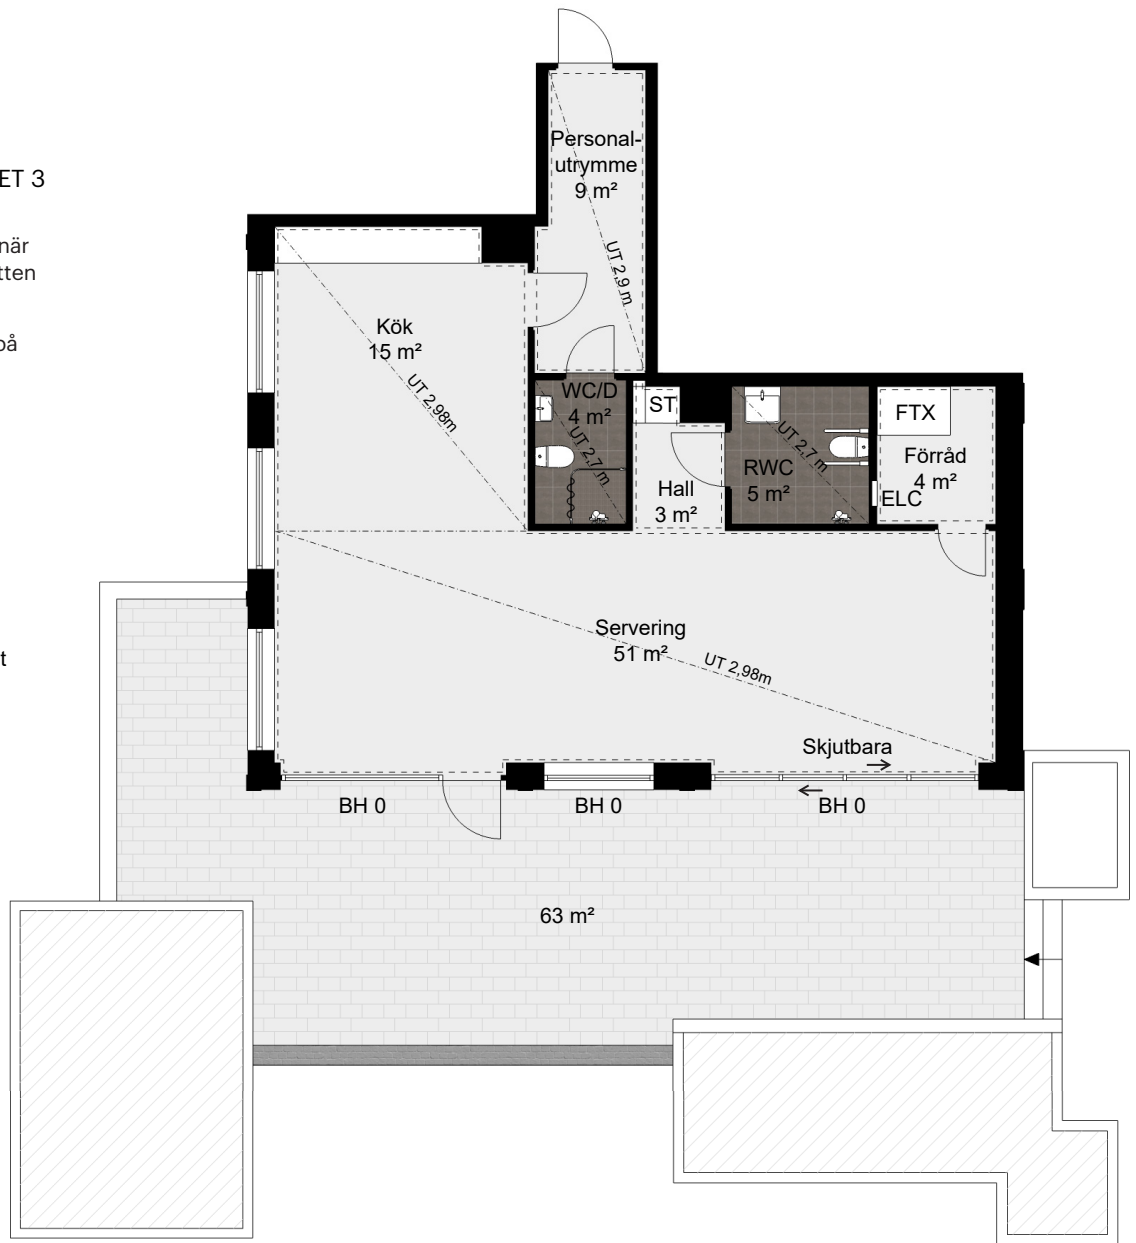 ET 3
när
tten
på
t
Personal-
utrymme
9 m²
UT 2,9 m
Kök
15 m²
UT 2,98m
WC/D
4 m²
UT 2,7 m
ST
Hall
3 m²
UT 2,7 m
RWC
5 m²
FTX
Förråd
4 m²
ELC
Servering
51 m²
UT 2,98m
Skjutbara
BH 0
BH 0
BH 0
63 m²